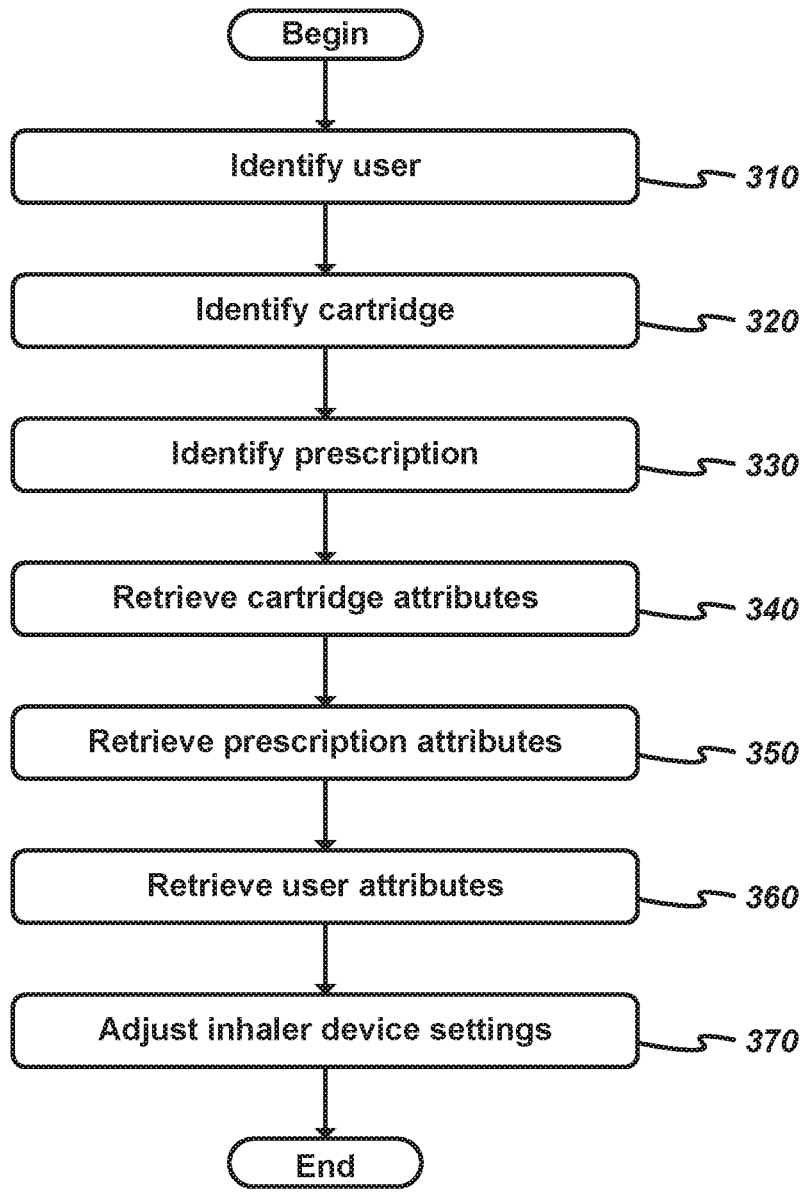 Begin
Identify user
310
Identify cartridge
320
Identify prescription
330
Retrieve cartridge attributes
340
Retrieve prescription attributes
350
Retrieve user attributes
360
Adjust inhaler device settings
370
End